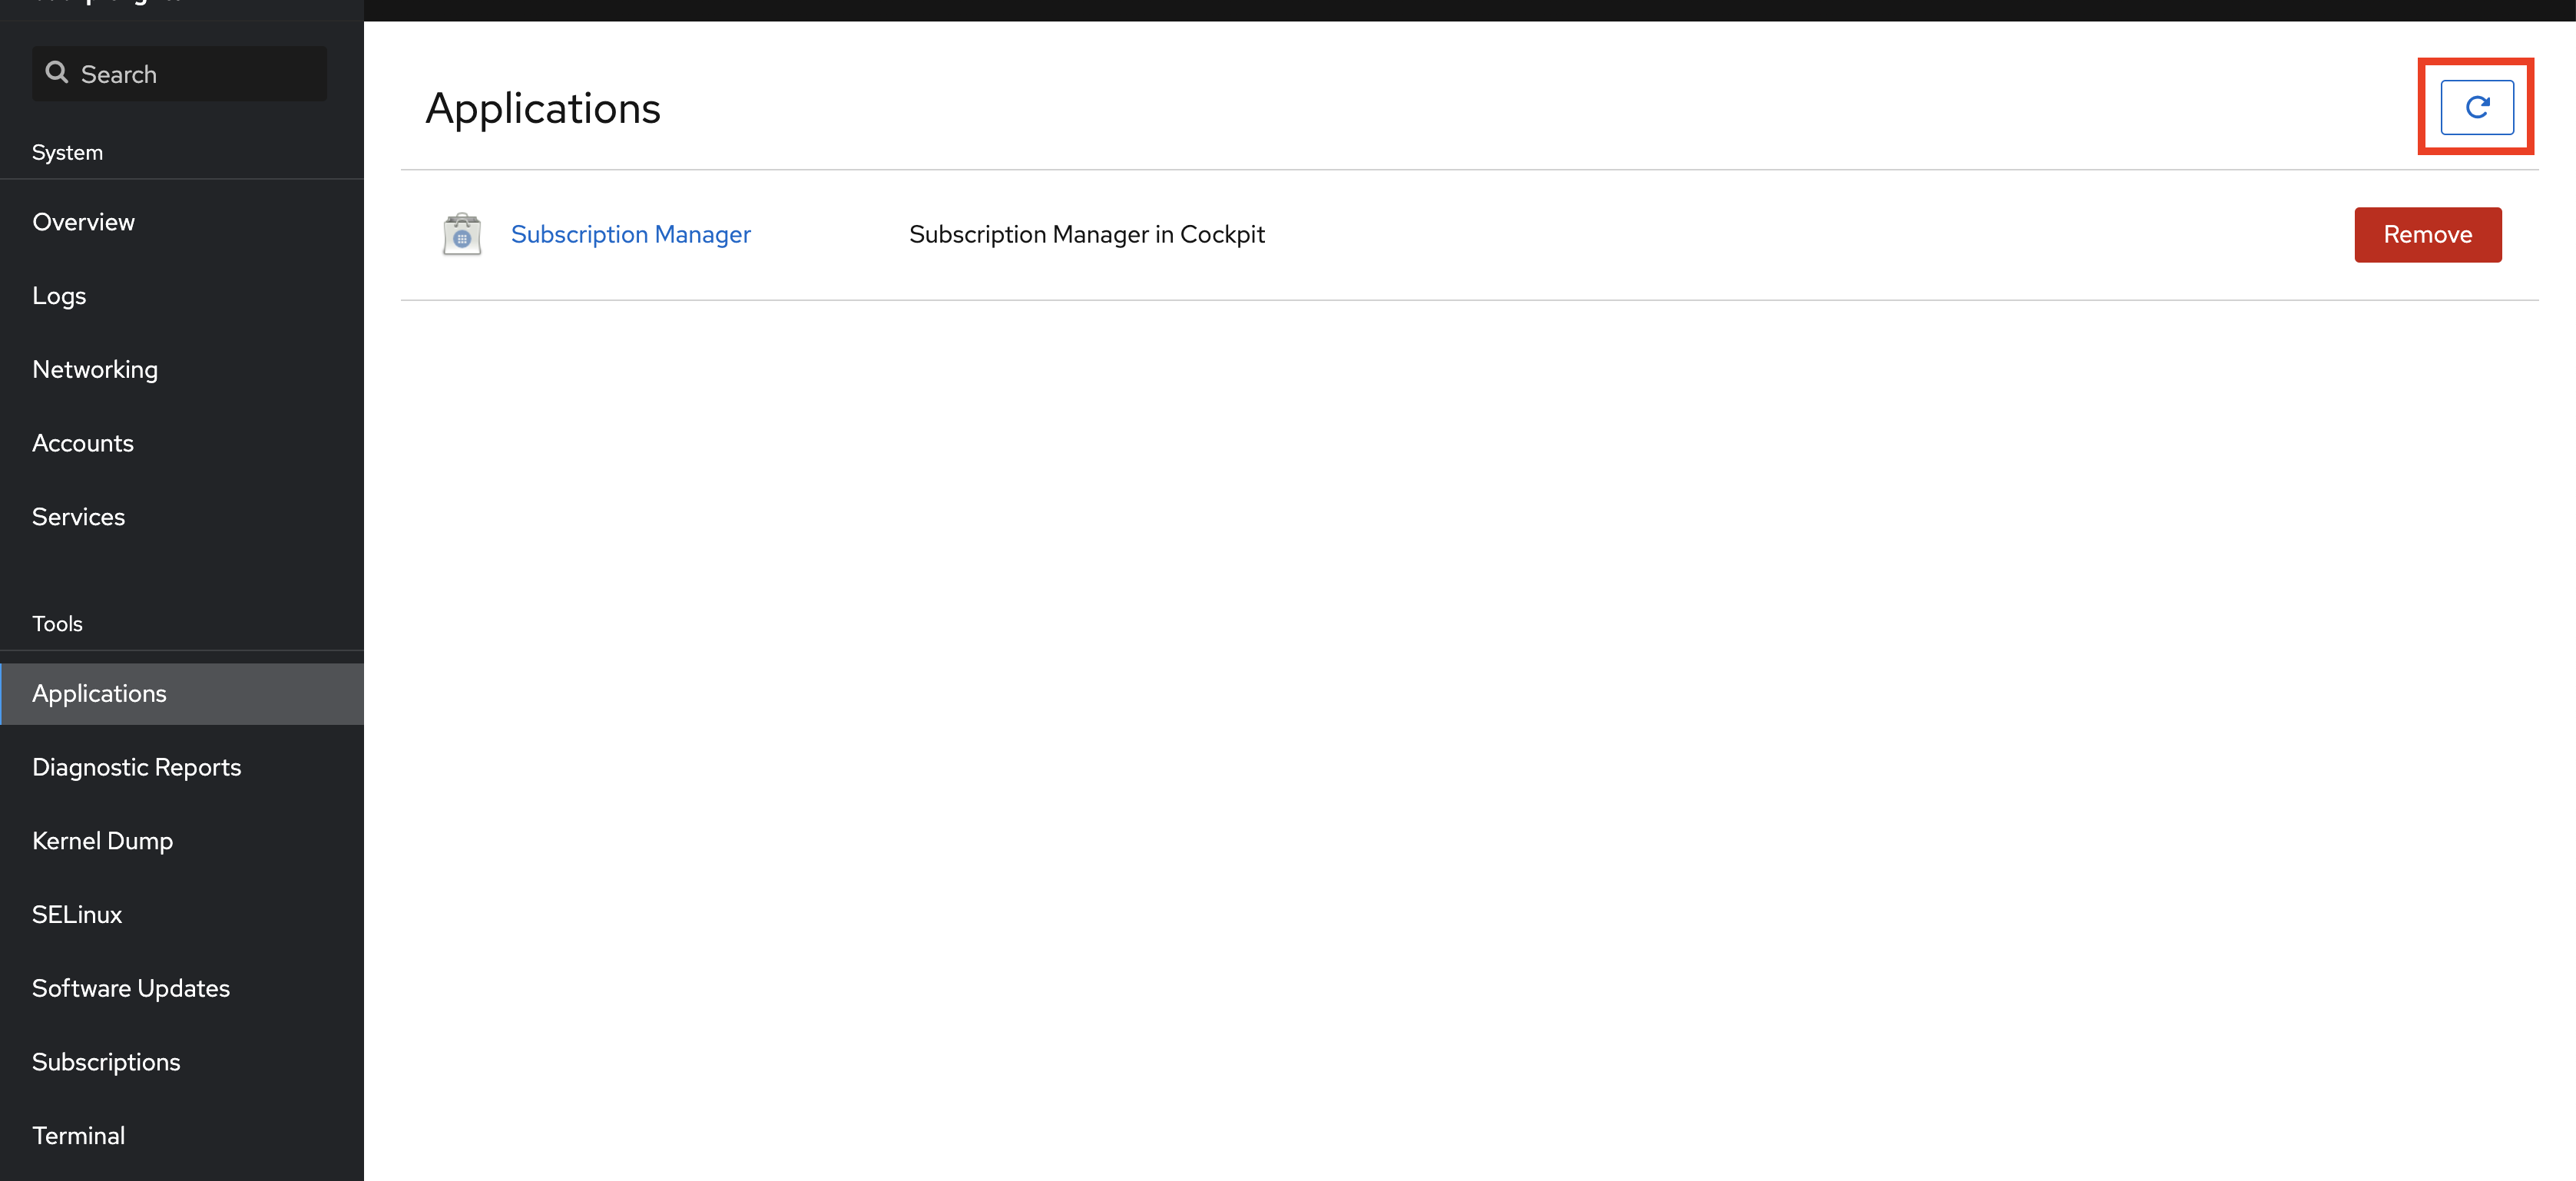 Search
System
Overview
Logs
Networking
Accounts
Services
Tools
Applications
Diagnostic Reports
Kernel Dump
SELinux
Software Updates
Subscriptions
Terminal
Applications
Subscription Manager
Subscription Manager in Cockpit
Remove